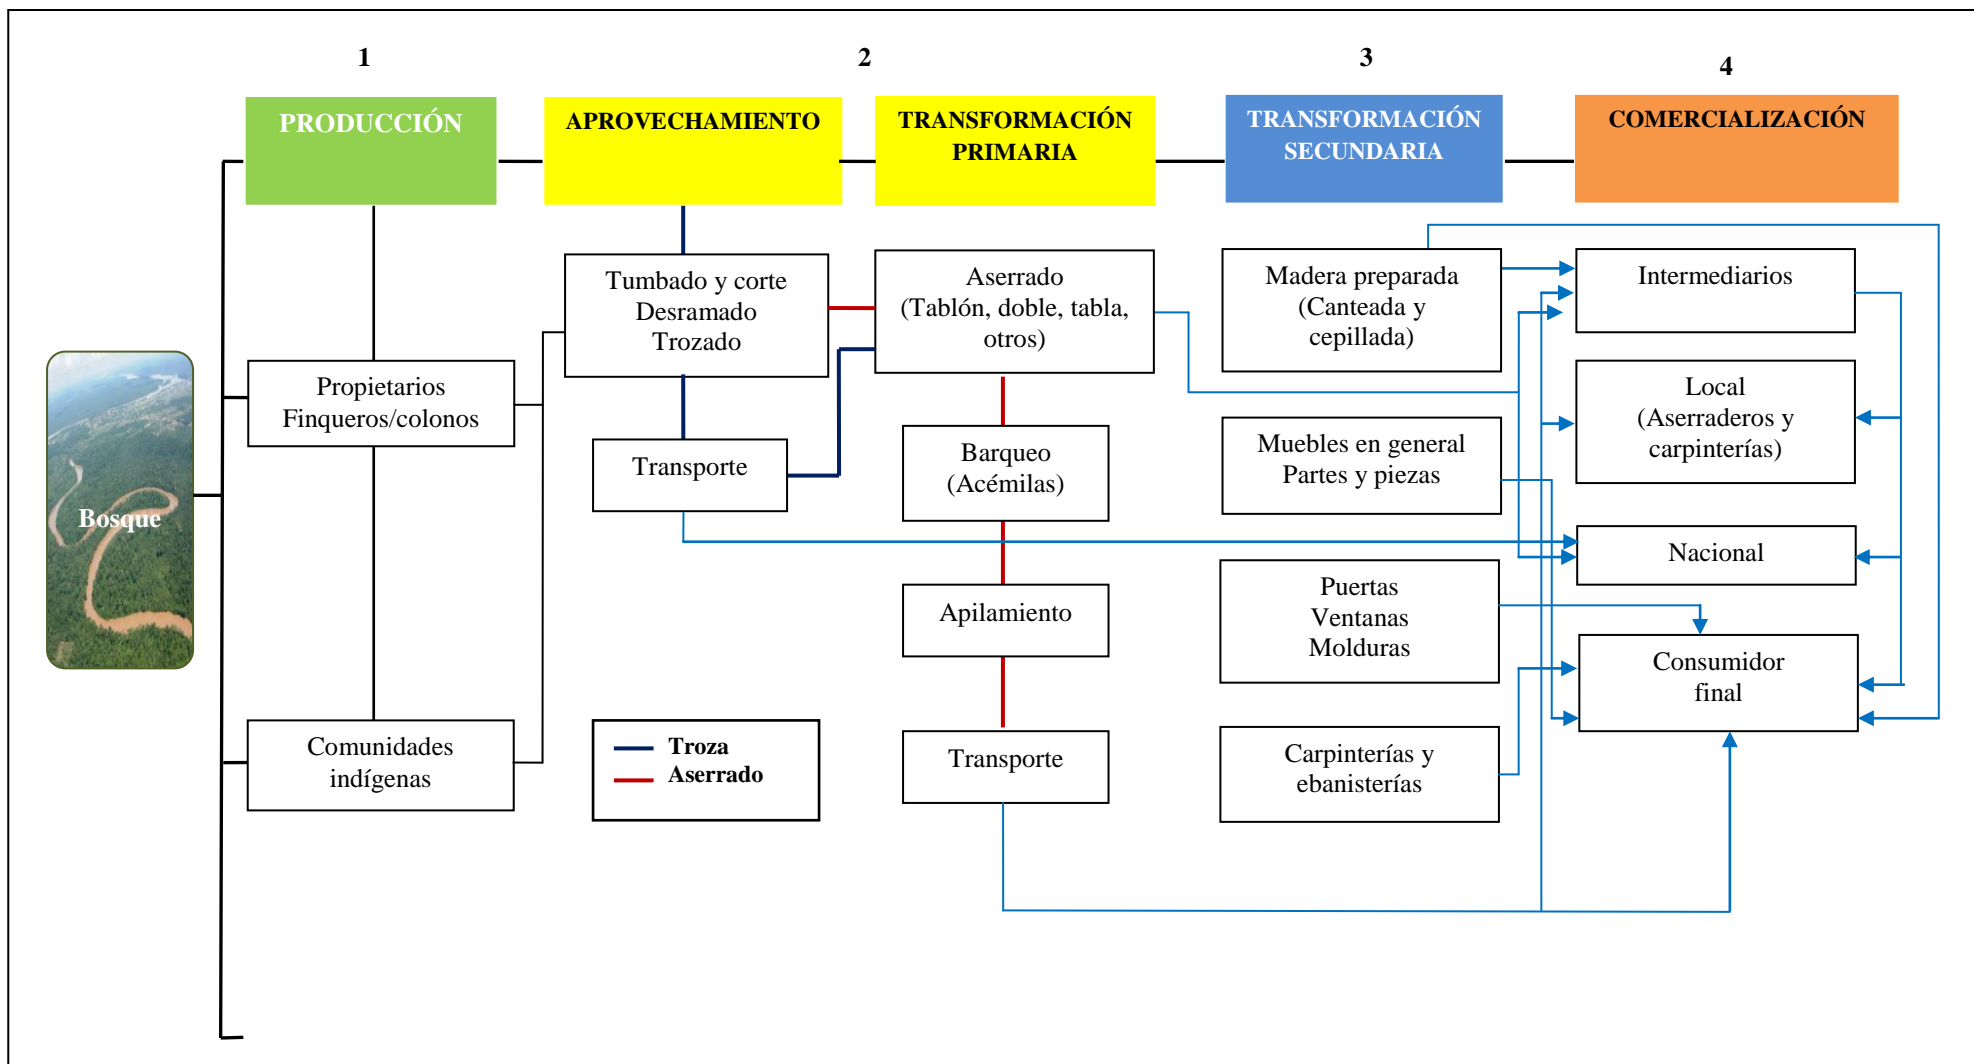 1
2
3
4
PRODUCCIÓN
APROVECHAMIENTO
TRANSFORMACIÓN
PRIMARIA
TRANSFORMACIÓN
SECUNDARIA
COMERCIALIZACIÓN
Bosque
Propietarios
Finqueros/colonos
Comunidades
indígenas
Tumbado y corte
Desramado
Trozado
Transporte
Troza
Aserrado
Aserrado
(Tablón, doble, tabla,
otros)
Barqueo
(Acémilas)
Apilamiento
Transporte
Madera preparada
(Canteada y
cepillada)
Muebles en general
Partes y piezas
Puertas
Ventanas
Molduras
Carpinterías y
ebanisterías
Intermediarios
Local
(Aserraderos y
carpinterías)
Nacional
Consumidor
final